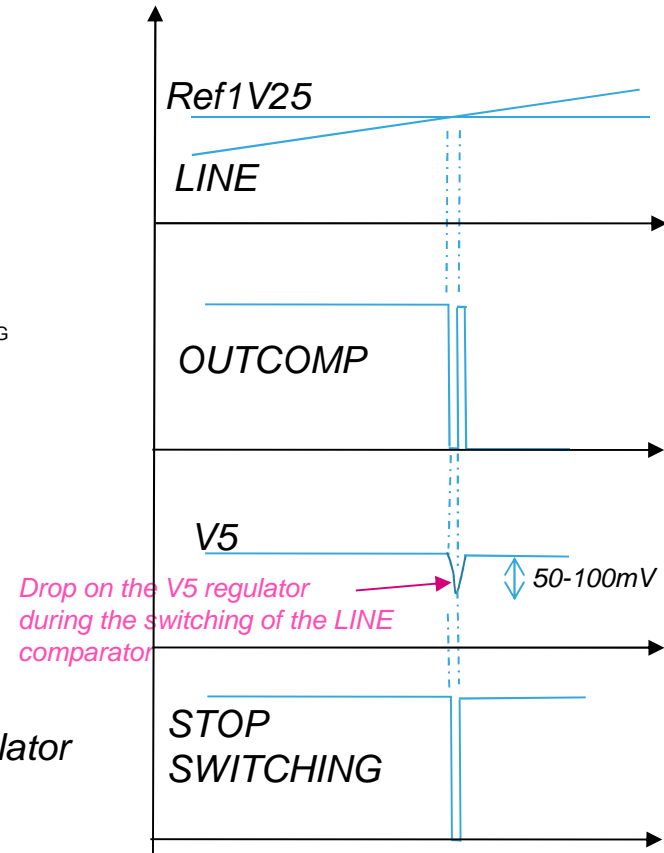 Ref1V25
LINE
G
OUTCOMP
V5
50-100mV
Drop on the V5 regulator
during the switching of the LINE
comparator
STOP
SWITCHING
lator